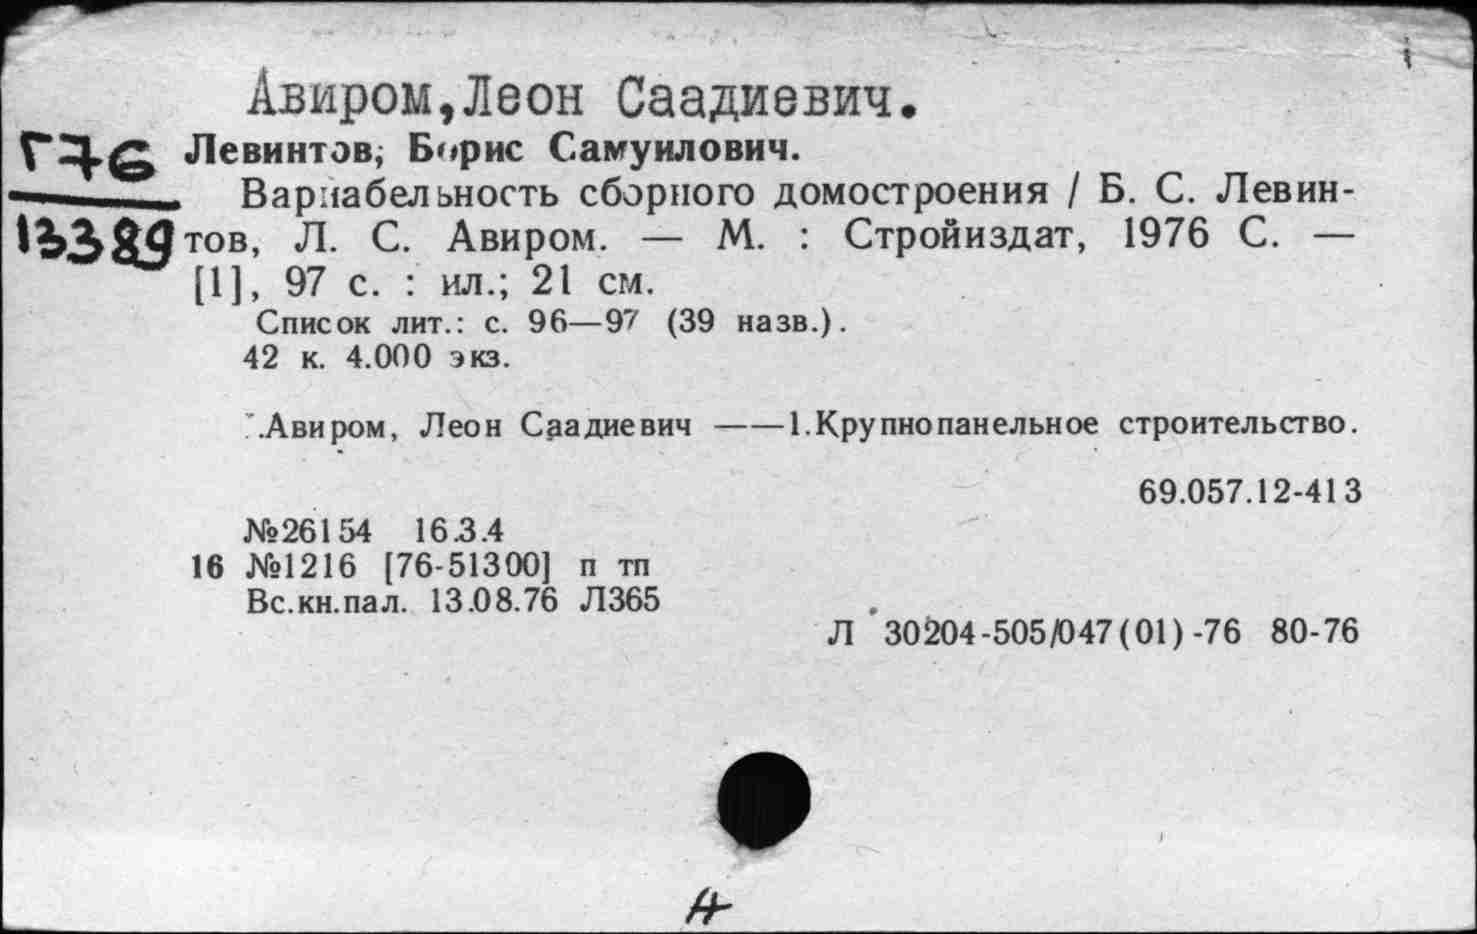 Авиром,Леон Саадиевич.
Г76 Левинтов, Борис Самуилович.
Вариабельность сборного домостроения / Б. С. Левин-
13389 тов, Л. С. Авиром. — М. : Стройиздат, 1976 С. —
[1], 97 с. : ил.; 21 см.
Список лит.: с. 96—97 (39 назв.).
42 к. 4.000 экз.
.Авиром, Леон Саадиевич ——1.Крупнопанельное строительство.
69.057.12-413
№26154 16.3.4
16 №1216 [76-51300] п тп
Вс.кн.пал. 13.08.76 Л365
Л 30204-505/047(01)-76 80-76